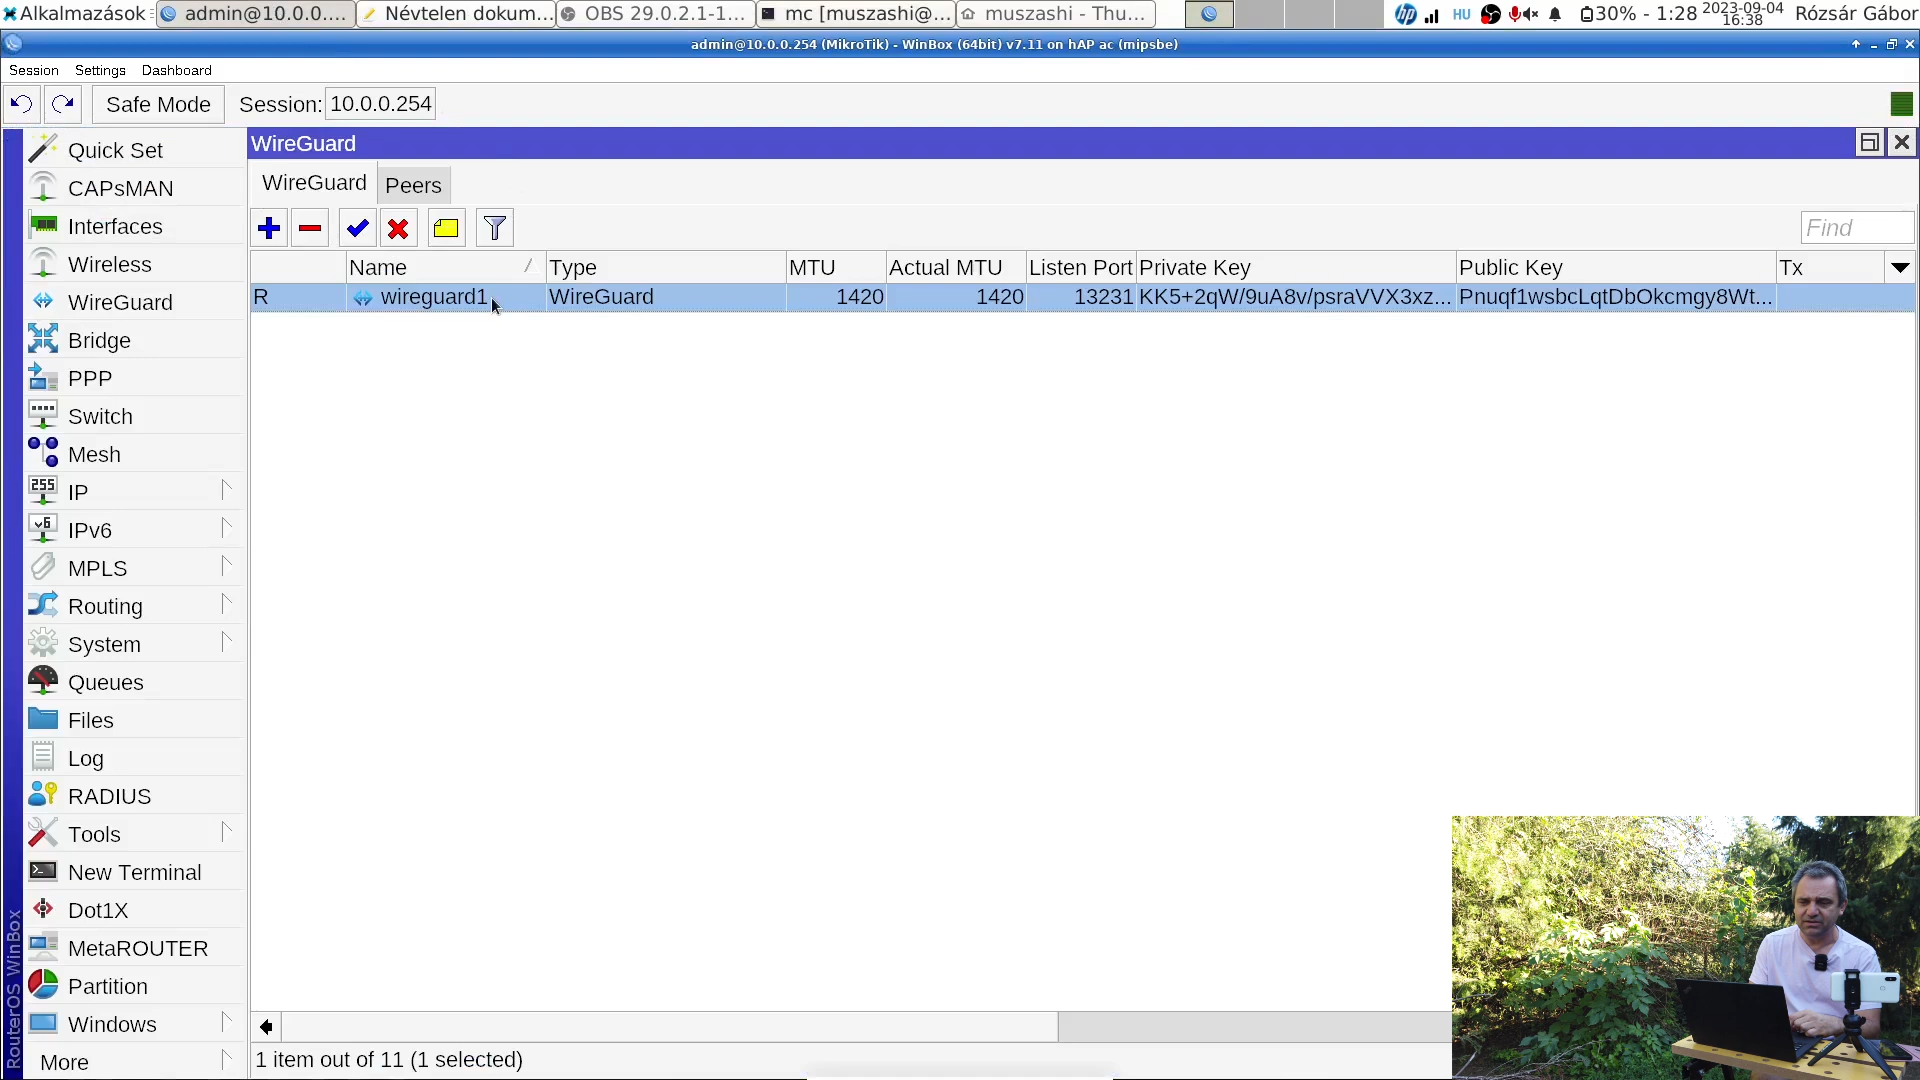 Alkalmazások
admin@10.0.0....
Névtelen dokum...
OBS 29.0.2.1-1...
mc [muszashi@...
muszashi - Thu...
hp
HU
30% - 1:28
2023-09-04
16:38
Rózsár Gábor
admin@10.0.0.254 (MikroTik) - WinBox (64bit) v7.11 on hAP ac (mipsbe)
Session Settings Dashboard
Safe Mode
Session: 10.0.0.254
Quick Set
CAPsMAN
Interfaces
Wireless
WireGuard
Bridge
PPP
Switch
Mesh
255
IP
v6
IPv6
MPLS
Routing
System
Queues
Files
Log
RADIUS
Tools
New Terminal
Dot1X
MetaROUTER
Partition
Windows
More
RouterOS WinBox
WireGuard
WireGuard Peers
Find
Name Type MTU Actual MTU Listen Port Private Key Public Key Tx
R wireguard1 WireGuard 1420 1420 13231 KK5+2qW/9uA8v/psraVVX3xz... Pnuqf1wsbcLqtDbOkcmgy8Wt...
1 item out of 11 (1 selected)